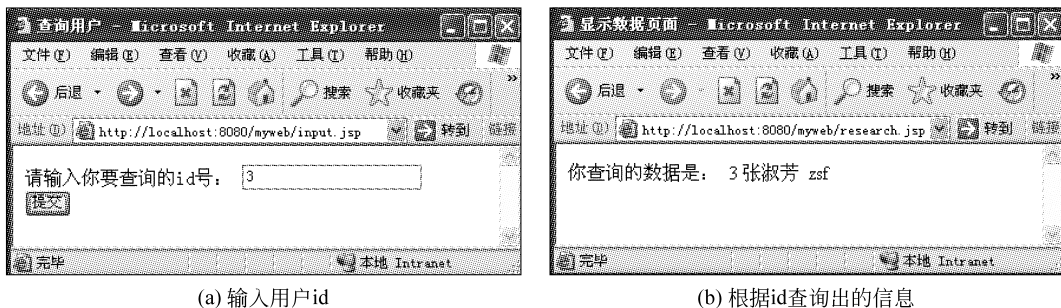 查询用户 - Microsoft Internet Explorer
文件(F) 编辑(E) 查看(V) 收藏(A) 工具(T) 帮助(H)
后退 搜索 收藏夹 »
地址(D) http://localhost:8080/myweb/input.jsp 转到 链接
请输入你要查询的id号： 3
提交
完毕 本地 Intranet
(a) 输入用户id
显示数据页面 - Microsoft Internet Explorer
文件(F) 编辑(E) 查看(V) 收藏(A) 工具(T) 帮助(H)
后退 搜索 收藏夹 »
地址(D) http://localhost:8080/myweb/research.jsp 转到 链接
你查询的数据是： 3 张淑芳 zsf
完毕 本地 Intranet
(b) 根据id查询出的信息